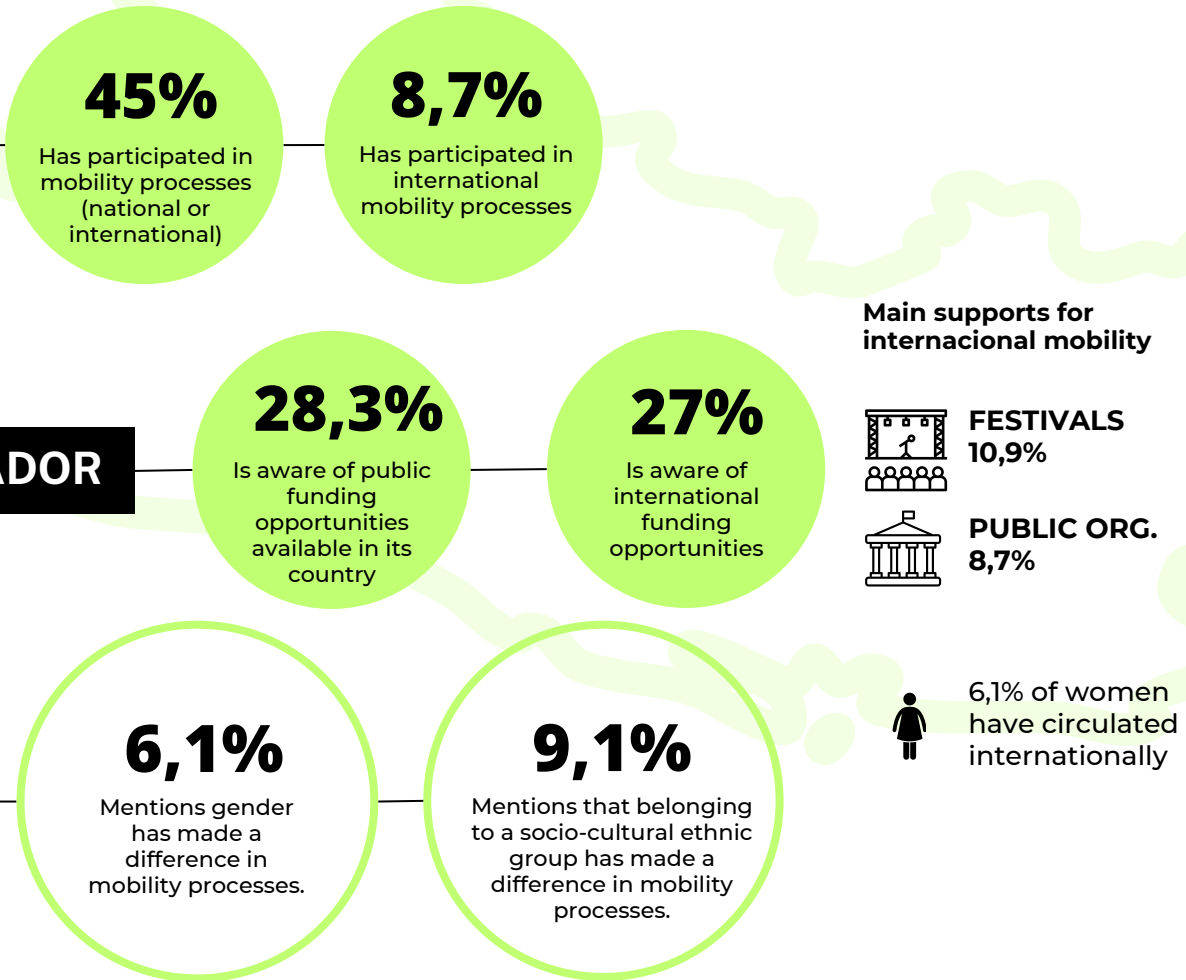 45%
Has participated in
mobility processes
(national or
international)
8,7%
Has participated in
international
mobility processes
Main supports for
internacional mobility
ADOR
28,3%
Is aware of public
funding
opportunities
available in its
country
27%
Is aware of
international
funding
opportunities
FESTIVALS
10,9%
PUBLIC ORG.
8,7%
6,1%
Mentions gender
has made a
difference in
mobility processes.
9,1%
Mentions that belonging
to a socio-cultural ethnic
group has made a
difference in mobility
processes.
6,1% of women
have circulated
internationally